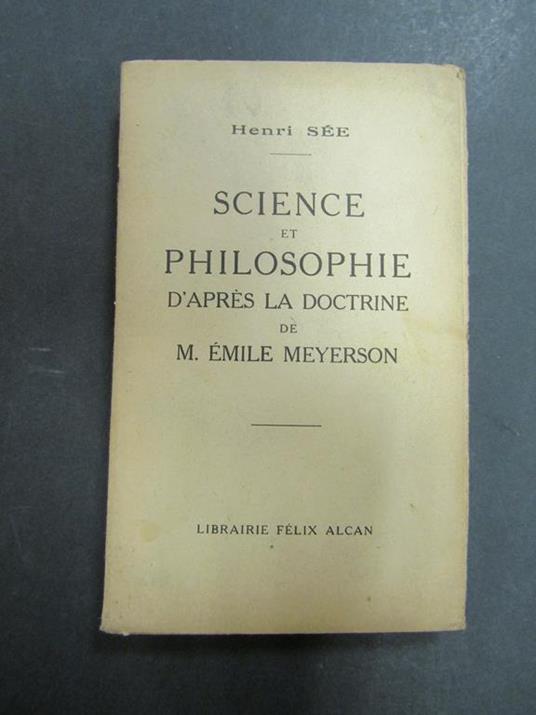 Henri SÉE
SCIENCE
ET
PHILOSOPHIE
D'APRÈS LA DOCTRINE
DE
M. ÉMILE MEYERSON
LIBRAIRIE FÉLIX ALCAN